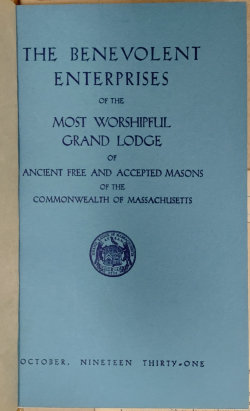 THE BENEVOLENT
ENTERPRISES
OF THE
MOST WORSHIPFUL
GRAND LODGE
OF
ANCIENT FREE AND ACCEPTED MASONS
OF THE
COMMONWEALTH OF MASSACHUSETTS
OCTOBER, NINETEEN THIRTY-ONE